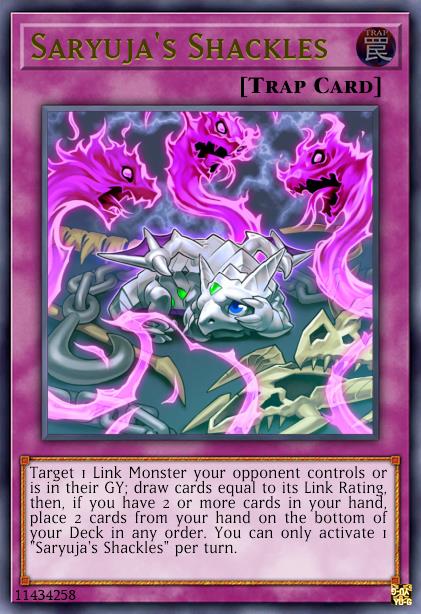 Saryuja's Shackles
TRAP
罠
[Trap Card]
Target 1 Link Monster your opponent controls or
is in their GY; draw cards equal to its Link Rating,
then, if you have 2 or more cards in your hand,
place 2 cards from your hand on the bottom of
your Deck in any order. You can only activate 1
"Saryuja's Shackles" per turn.
11434258